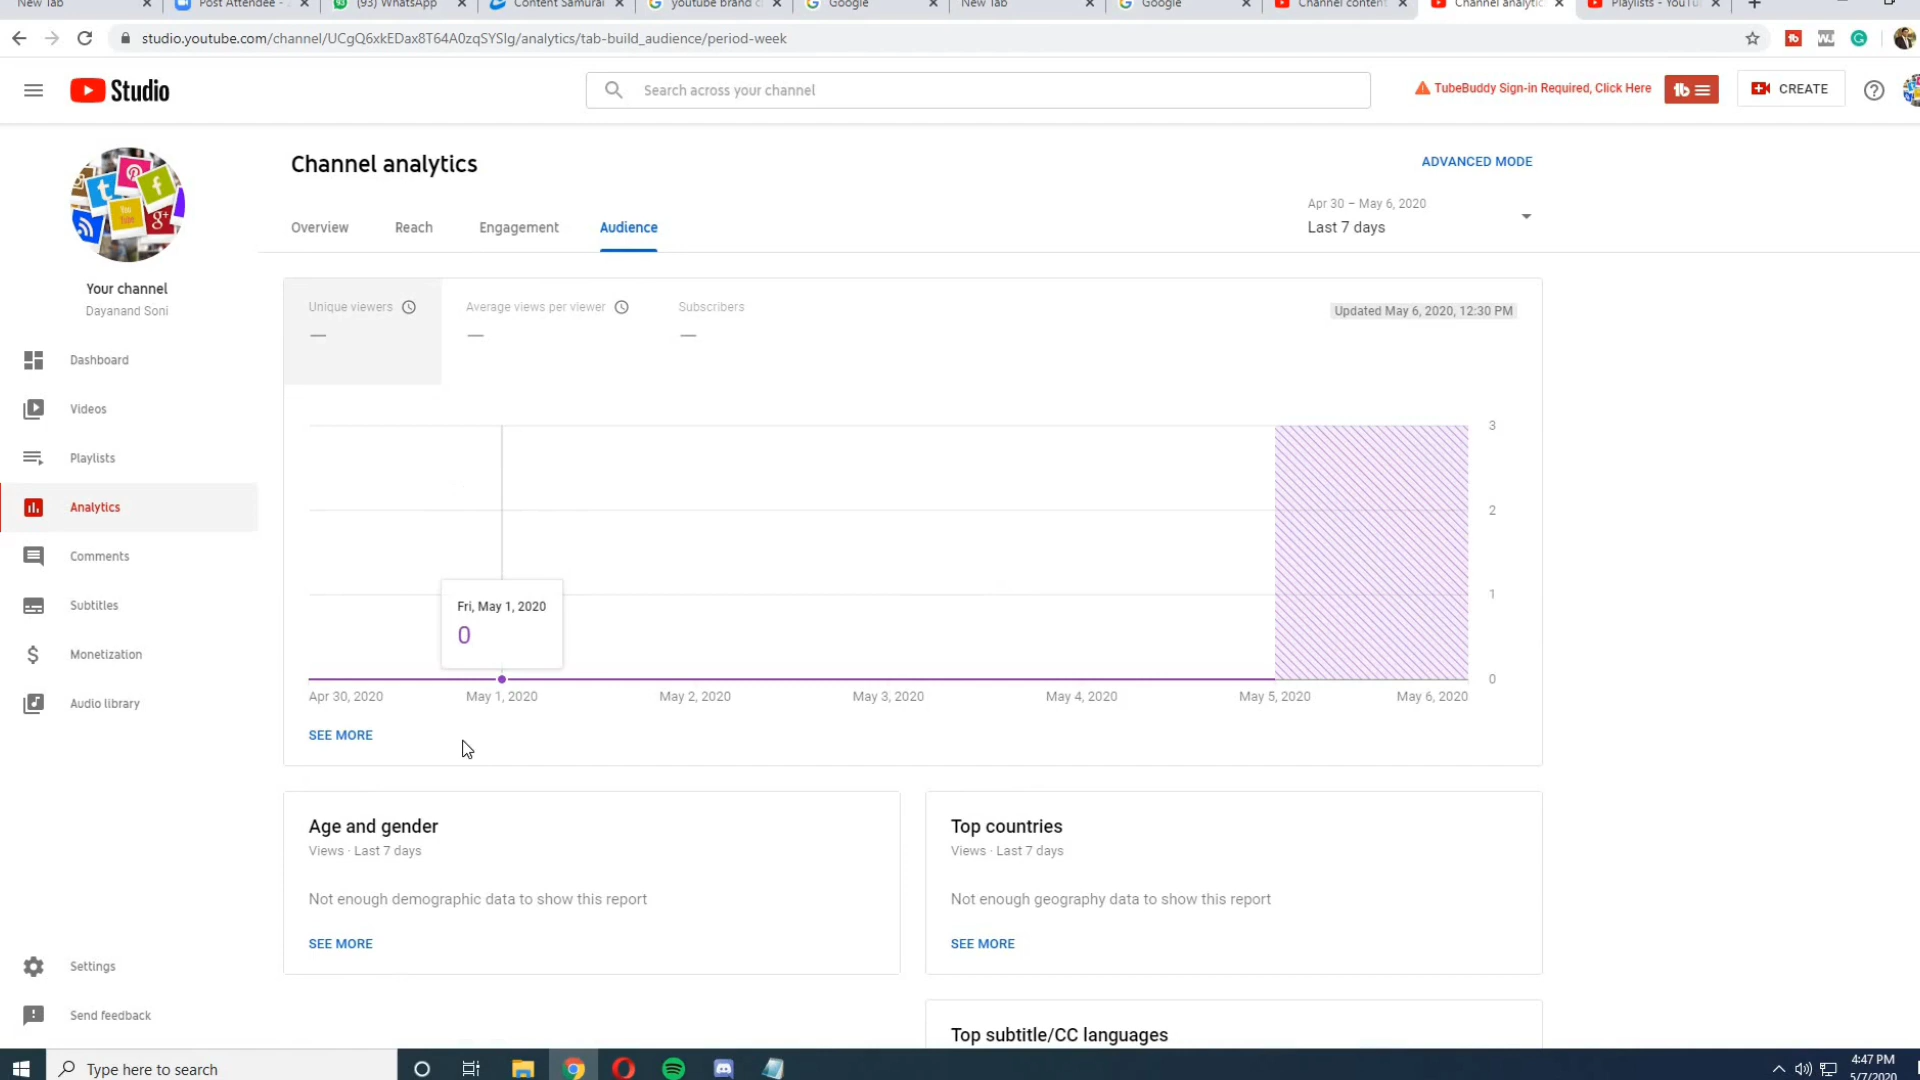 New Tab
Post Attendee -
(93) WhatsApp
Content Samurai
youtube brand c
Google
New Tab
Google
Channel content
Channel analytic
Playlists - YouTu
studio.youtube.com/channel/UCgQ6xkEDax8T64A0zqSYSlg/analytics/tab-build_audience/period-week
Studio
Search across your channel
TubeBuddy Sign-in Required, Click Here
CREATE
Channel analytics
ADVANCED MODE
Overview
Reach
Engagement
Audience
Apr 30 – May 6, 2020
Last 7 days
Your channel
Dayanand Soni
Dashboard
Videos
Playlists
Analytics
Comments
Subtitles
Monetization
Audio library
Settings
Send feedback
Unique viewers
—
Average views per viewer
—
Subscribers
—
Updated May 6, 2020, 12:30 PM
3
2
1
0
Fri, May 1, 2020
0
Apr 30, 2020
May 1, 2020
May 2, 2020
May 3, 2020
May 4, 2020
May 5, 2020
May 6, 2020
SEE MORE
Age and gender
Views · Last 7 days
Not enough demographic data to show this report
SEE MORE
Top countries
Views · Last 7 days
Not enough geography data to show this report
SEE MORE
Top subtitle/CC languages
Type here to search
4:47 PM
5/7/2020